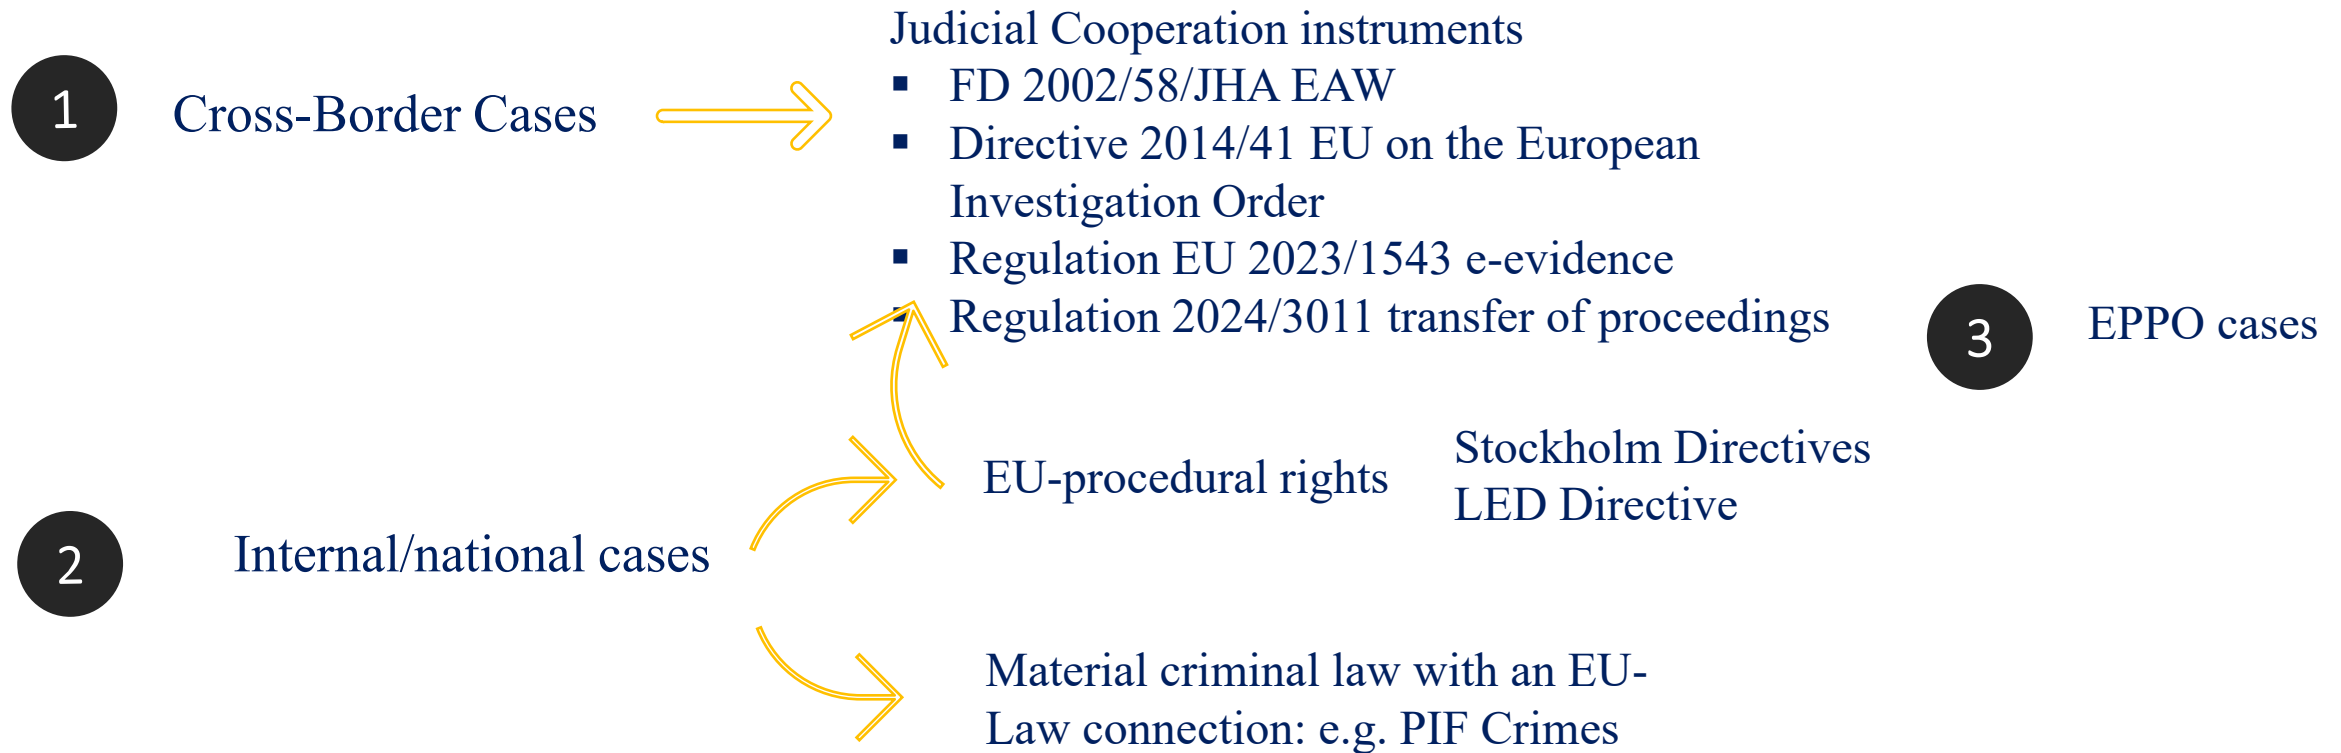 Judicial Cooperation instruments
1
Cross-Border Cases
▪ FD 2002/58/JHA EAW
▪ Directive 2014/41 EU on the European
Investigation Order
▪ Regulation EU 2023/1543 e-evidence
▪ Regulation 2024/3011 transfer of proceedings
3
EPPO cases
EU-procedural rights
Stockholm Directives
LED Directive
2
Internal/national cases
Material criminal law with an EU-
Law connection: e.g. PIF Crimes